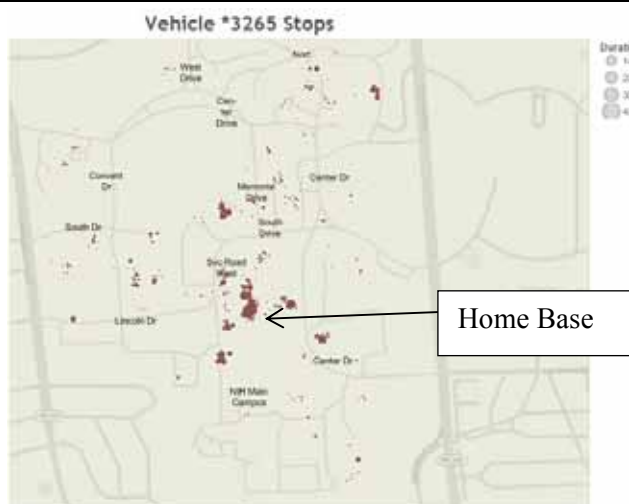 Vehicle *3265 Stops
West
Drive
Drive
Convent
Dr
Memorial
Drive
Center Dr
South Dr
South
Drive
Svc Road
West
Lincoln Dr
Home Base
Center Dr
NIH Main
Campus